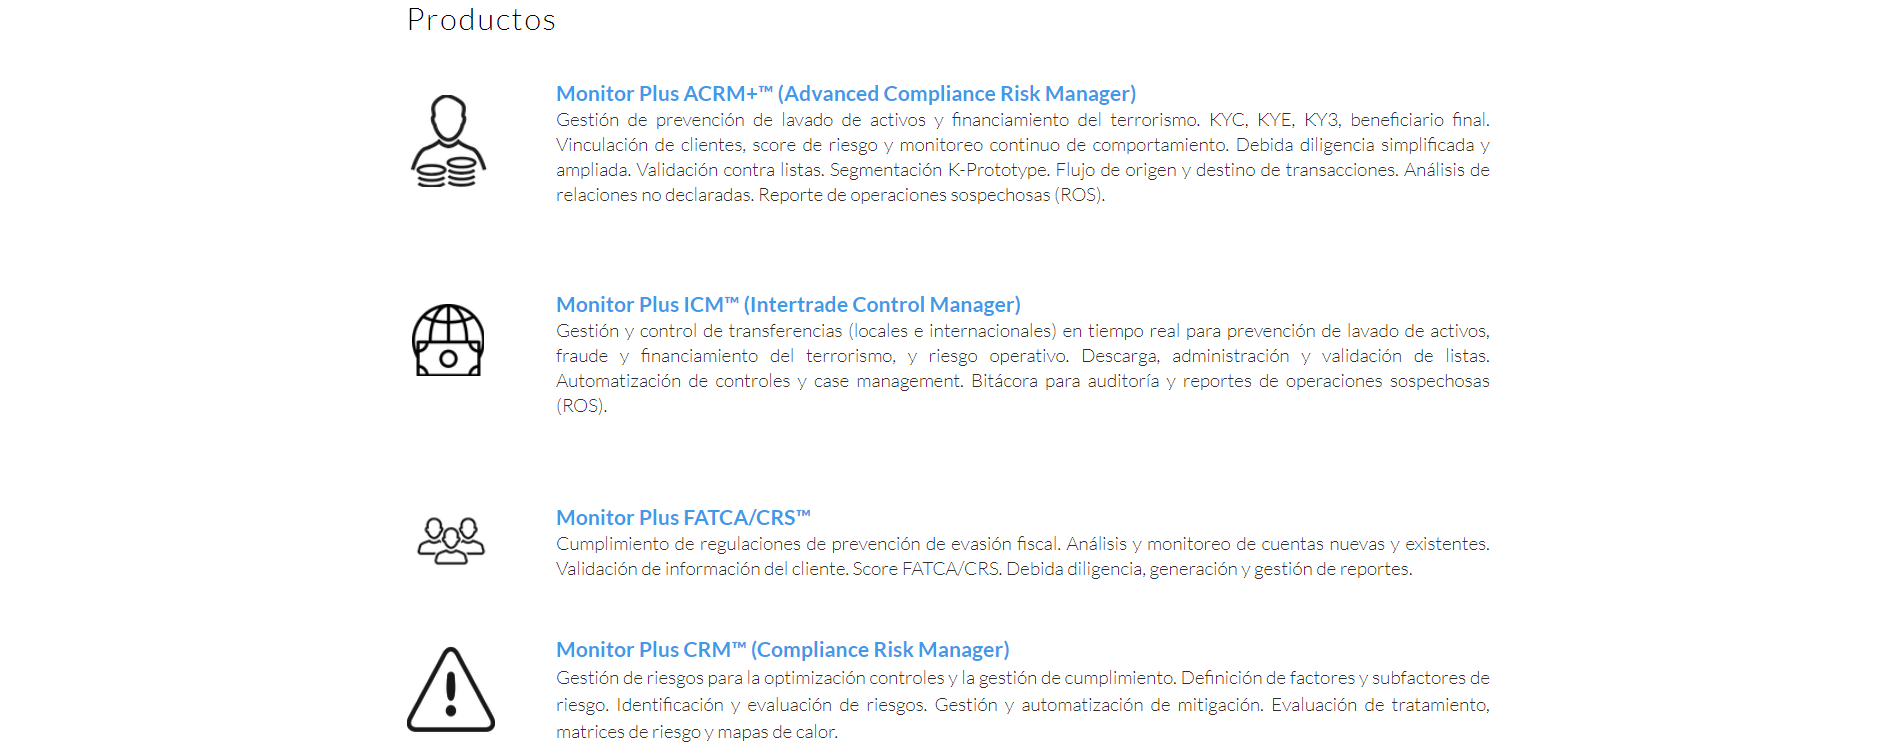 Productos
Monitor Plus ACRM+™ (Advanced Compliance Risk Manager)
Gestión de prevención de lavado de activos y financiamiento del terrorismo. KYC, KYE, KY3, beneficiario final.
Vinculación de clientes, score de riesgo y monitoreo continuo de comportamiento. Debida diligencia simplificada y
ampliada. Validación contra listas. Segmentación K-Prototype. Flujo de origen y destino de transacciones. Análisis de
relaciones no declaradas. Reporte de operaciones sospechosas (ROS).
Monitor Plus ICM™ (Intertrade Control Manager)
Gestión y control de transferencias (locales e internacionales) en tiempo real para prevención de lavado de activos,
fraude y financiamiento del terrorismo, y riesgo operativo. Descarga, administración y validación de listas.
Automatización de controles y case management. Bitácora para auditoría y reportes de operaciones sospechosas
(ROS).
Monitor Plus FATCA/CRS™
Cumplimiento de regulaciones de prevención de evasión fiscal. Análisis y monitoreo de cuentas nuevas y existentes.
Validación de información del cliente. Score FATCA/CRS. Debida diligencia, generación y gestión de reportes.
Monitor Plus CRM™ (Compliance Risk Manager)
Gestión de riesgos para la optimización controles y la gestión de cumplimiento. Definición de factores y subfactores de
riesgo. Identificación y evaluación de riesgos. Gestión y automatización de mitigación. Evaluación de tratamiento,
matrices de riesgo y mapas de calor.